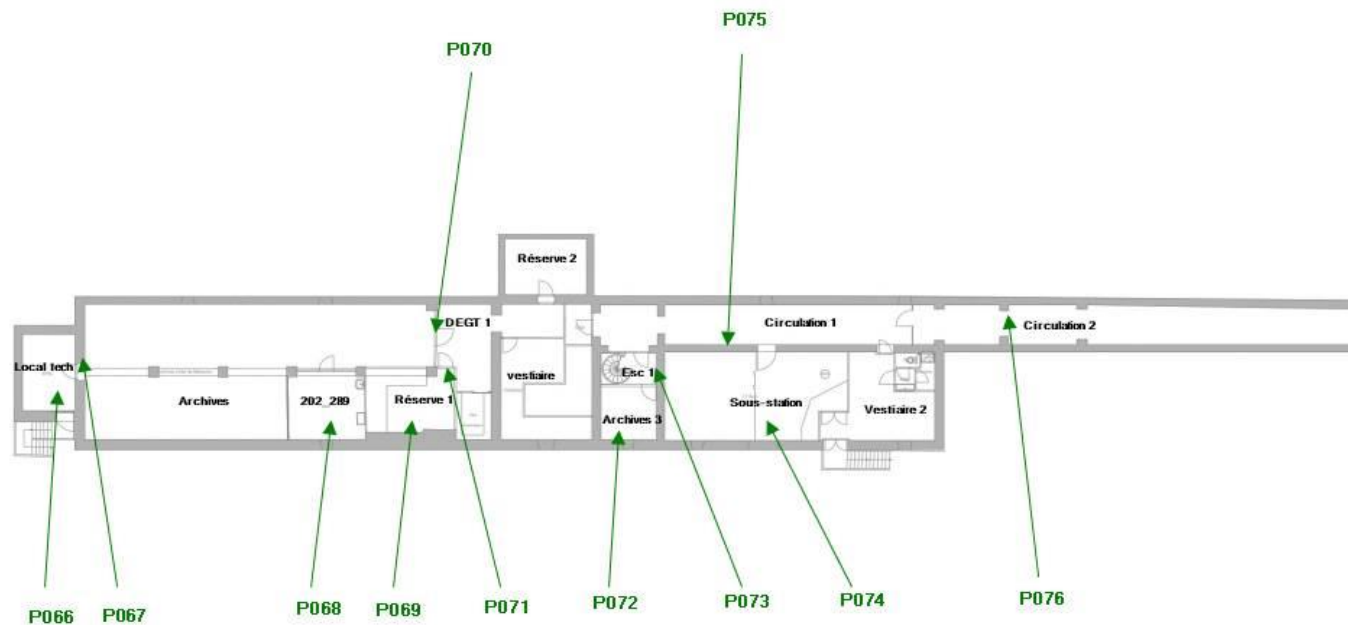 P075
P070
Réserve 2
DEGT 1
Circulation 1
Circulation 2
Local tech
Esc 1
vestiaire
Archives
202_289
Réserve 1
Sous-station
Vestiaire 2
Archives 3
P066
P067
P068
P069
P071
P072
P073
P074
P076